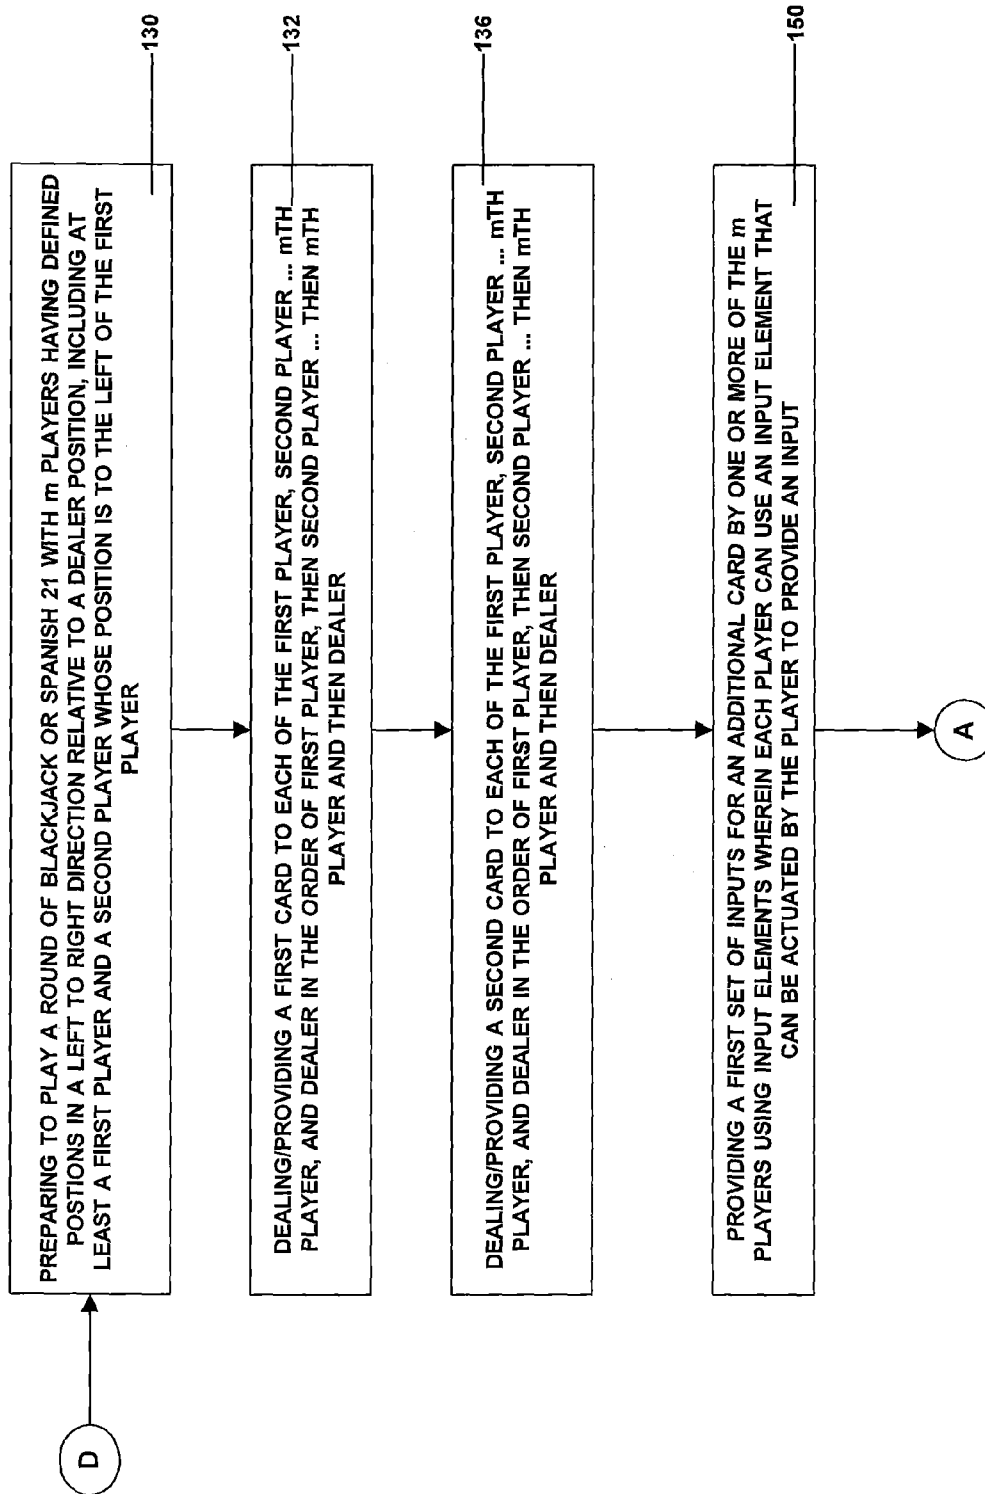 D
PREPARING TO PLAY A ROUND OF BLACKJACK OR SPANISH 21 WITH m PLAYERS HAVING DEFINED
POSTIONS IN A LEFT TO RIGHT DIRECTION RELATIVE TO A DEALER POSITION, INCLUDING AT
LEAST A FIRST PLAYER AND A SECOND PLAYER WHOSE POSITION IS TO THE LEFT OF THE FIRST
PLAYER
130
DEALING/PROVIDING A FIRST CARD TO EACH OF THE FIRST PLAYER, SECOND PLAYER ... mTH
PLAYER, AND DEALER IN THE ORDER OF FIRST PLAYER, THEN SECOND PLAYER ... THEN mTH
PLAYER AND THEN DEALER
132
DEALING/PROVIDING A SECOND CARD TO EACH OF THE FIRST PLAYER, SECOND PLAYER ... mTH
PLAYER, AND DEALER IN THE ORDER OF FIRST PLAYER, THEN SECOND PLAYER ... THEN mTH
PLAYER AND THEN DEALER
136
PROVIDING A FIRST SET OF INPUTS FOR AN ADDITIONAL CARD BY ONE OR MORE OF THE m
PLAYERS USING INPUT ELEMENTS WHEREIN EACH PLAYER CAN USE AN INPUT ELEMENT THAT
CAN BE ACTUATED BY THE PLAYER TO PROVIDE AN INPUT
150
A